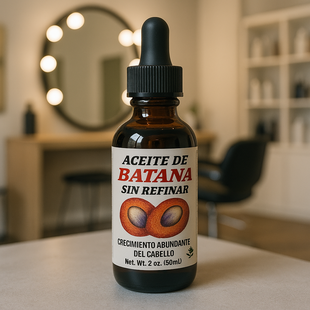 ACEITE DE
BATANA
SIN REFINAR
CRECIMIENTO ABUNDANTE
DEL CABELLO
Net. Wt. 2 oz. (50mL)